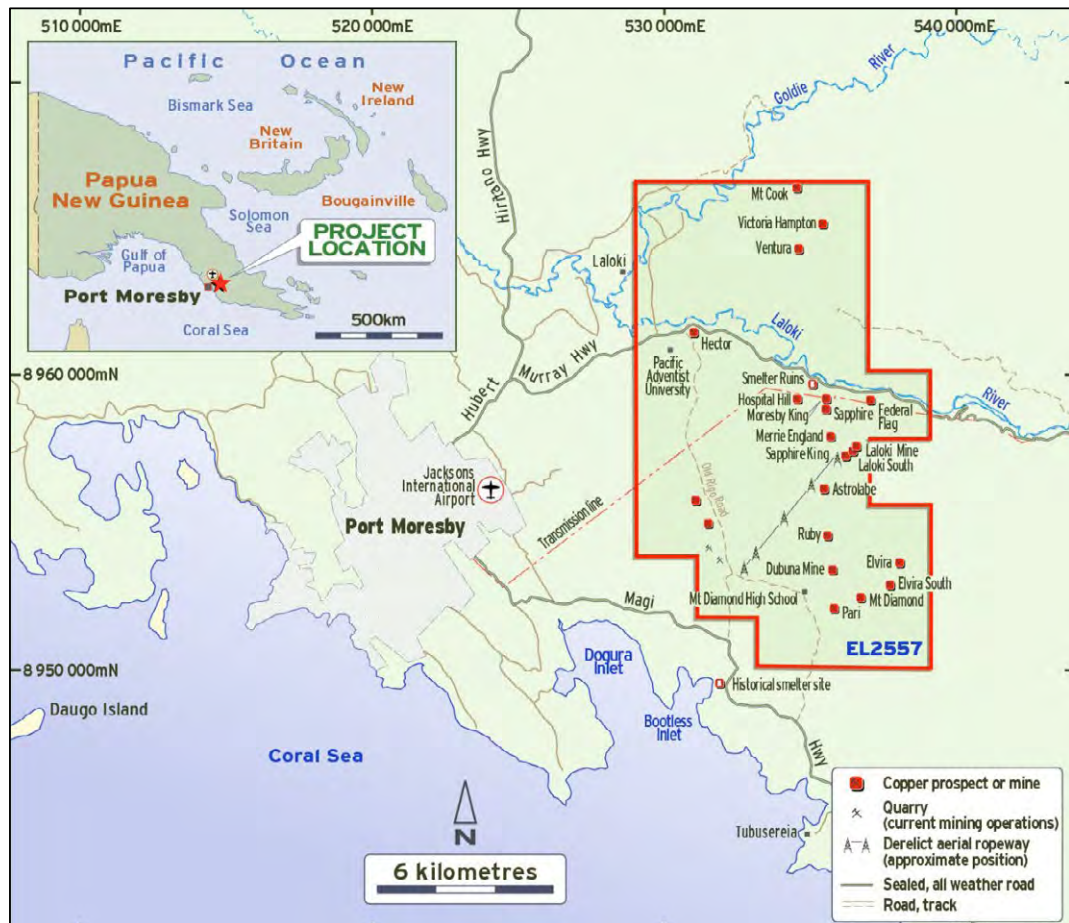 510 000mE
520 000mE
530 000mE
540 000mE
Pacific Ocean
Bismark Sea
New
Ireland
New
Britain
Papua
New Guinea
Bougainville
Solomon
Sea
PROJECT
LOCATION
Gulf of
Papua
Port Moresby
Coral Sea
500km
Hiritano Hwy
Goldie
River
Mt Cook
Victoria Hampton
Ventura
Laloki
Laloki
River
Hector
Hubert Murray Hwy
Pacific
Adventist
University
8 960 000mN
Smelter Ruins
Hospital Hill
Moresby King
Sapphire
Federal
Flag
Merrie England
Sapphire King
Laloki Mine
Laloki South
Astrolabe
Old Rigo Road
Jacksons
International
Airport
Port Moresby
Transmission line
Ruby
Elvira
Dubuna Mine
Elvira South
Mt Diamond High School
Mt Diamond
Pari
Magi
Hwy
EL2557
8 950 000mN
Dogura
Inlet
Historical smelter site
Bootless
Inlet
Daugo Island
Coral Sea
N
6 kilometres
Tubusereia
Copper prospect or mine
Quarry
(current mining operations)
Derelict aerial ropeway
(approximate position)
Sealed, all weather road
Road, track